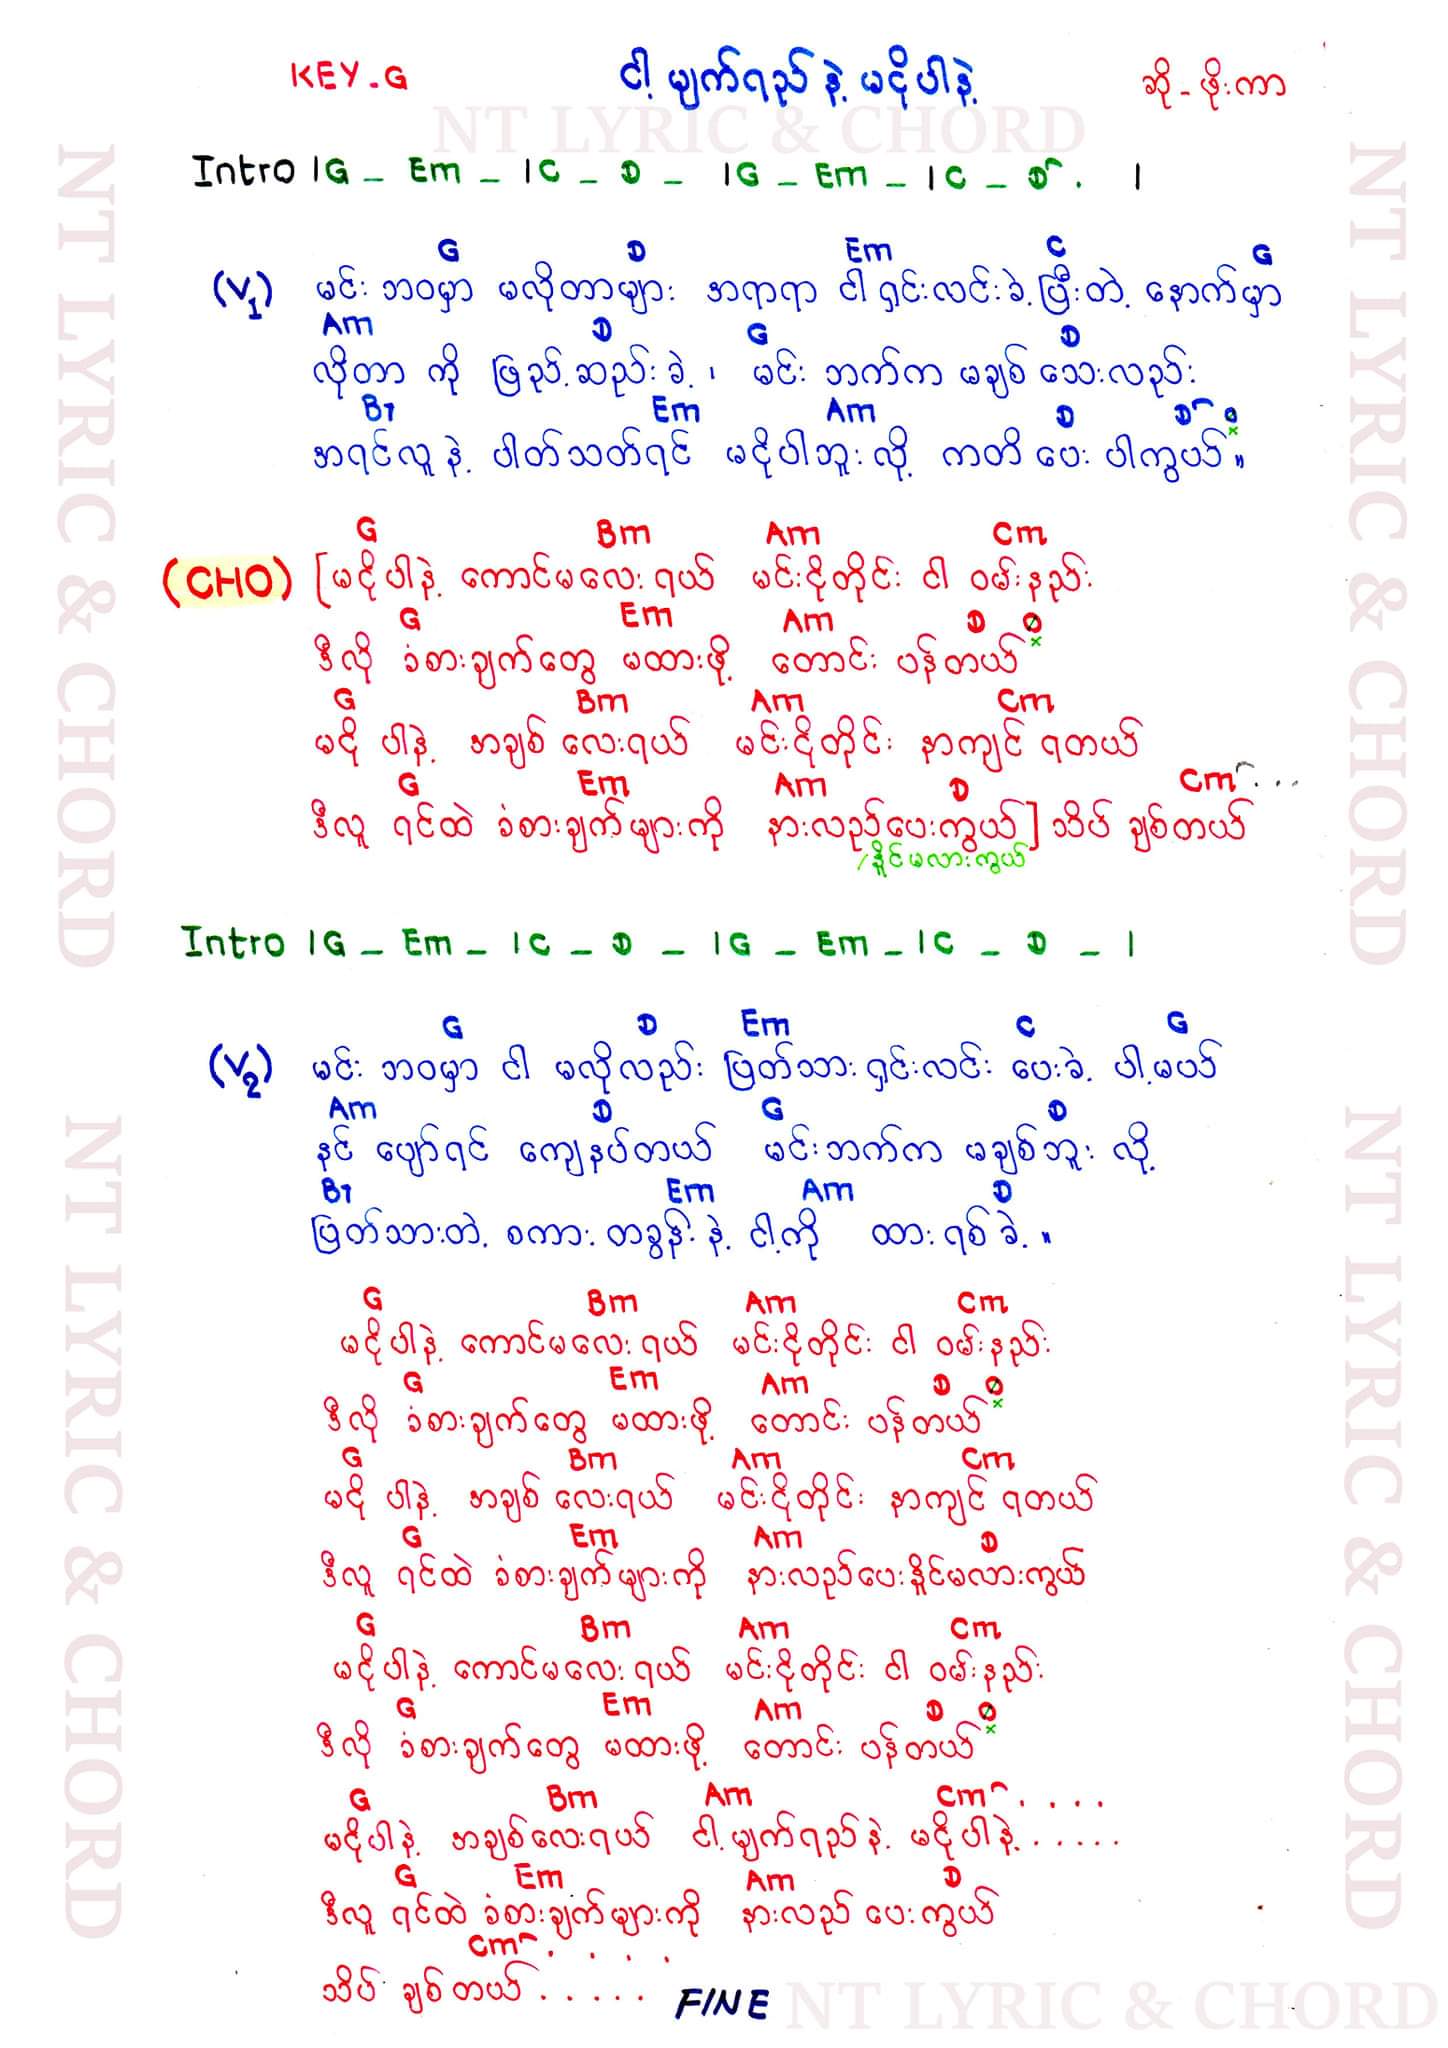 KEY.G ငါ့ မျက်ရည် နဲ့ မငိုပါနဲ့ ဆို - ဖိုးကာ
NT LYRIC & CHORD
Intro | G _ Em _ | C _ D _ | G _ Em _ | C _ D . |
G D Em C G
(V1) မင်း ဘဝမှာ မလိုတာများ အရာရာ ငါ ရှင်းလင်းခဲ့ပြီးတဲ့ နောက်မှာ
Am D G D
လိုတာ ကို ဖြည့်ဆည်းခဲ့ ၊ မင်း ဘက်က မချစ် သေးလည်း
B7 Em Am D D
အရင်လူနဲ့ ပါတ်သတ်ရင် မငိုပါဘူးလို့ ကတိ ပေး ပါကွယ် ။
G Bm Am Cm
(CHO) [မငိုပါနဲ့ ကောင်မလေးရယ် မင်းငိုတိုင်း ငါ ဝမ်းနည်း
G Em Am D
ဒီလို ခံစားချက်တွေ မထားဖို့ တောင်း ပန်တယ်
G Bm Am Cm
မငို ပါနဲ့ အချစ် လေးရယ် မင်းငိုတိုင်း နာကျင် ရတယ်
G Em Am D Cm ...
ဒီလူ ရင်ထဲ ခံစားချက်များကို နားလည်ပေးကွယ်] သိပ် ချစ်တယ်
/နိုင်မလားကွယ်
Intro | G _ Em _ | C _ D _ | G _ Em _ | C _ D _ |
G D Em C G
(V2) မင်း ဘဝမှာ ငါ မလိုလည်း ပြတ်သားရှင်းလင်း ပေးခဲ့ ပါ့မယ်
Am D G D
နင် ပျော်ရင် ကျေနပ်တယ် မင်းဘက်က မချစ်ဘူး လို့
B7 Em Am D
ပြတ်သားတဲ့ စကား တခွန်းနဲ့ ငါ့ကို ထား ရစ်ခဲ့ ။
G Bm Am Cm
မငိုပါနဲ့ ကောင်မလေးရယ် မင်းငိုတိုင်း ငါ ဝမ်းနည်း
G Em Am D
ဒီလို ခံစားချက်တွေ မထားဖို့ တောင်း ပန်တယ်
G Bm Am Cm
မငို ပါနဲ့ အချစ် လေးရယ် မင်းငိုတိုင်း နာကျင် ရတယ်
G Em Am D
ဒီလူ ရင်ထဲ ခံစားချက်များကို နားလည်ပေးနိုင်မလားကွယ်
G Bm Am Cm
မငိုပါနဲ့ ကောင်မလေးရယ် မင်းငိုတိုင်း ငါ ဝမ်းနည်း
G Em Am D
ဒီလို ခံစားချက်တွေ မထားဖို့ တောင်း ပန်တယ်
G Bm Am Cm . . . .
မငိုပါနဲ့ အချစ်လေးရယ် ငါ့မျက်ရည်နဲ့ မငိုပါနဲ့ . . . . .
G Em Am D
ဒီလူ ရင်ထဲ ခံစားချက်များကို နားလည် ပေးကွယ်
Cm . . . .
သိပ် ချစ်တယ် . . . . . FINE
NT LYRIC & CHORD
NT LYRIC & CHORD
NT LYRIC & CHORD
NT LYRIC & CHORD
NT LYRIC & CHORD